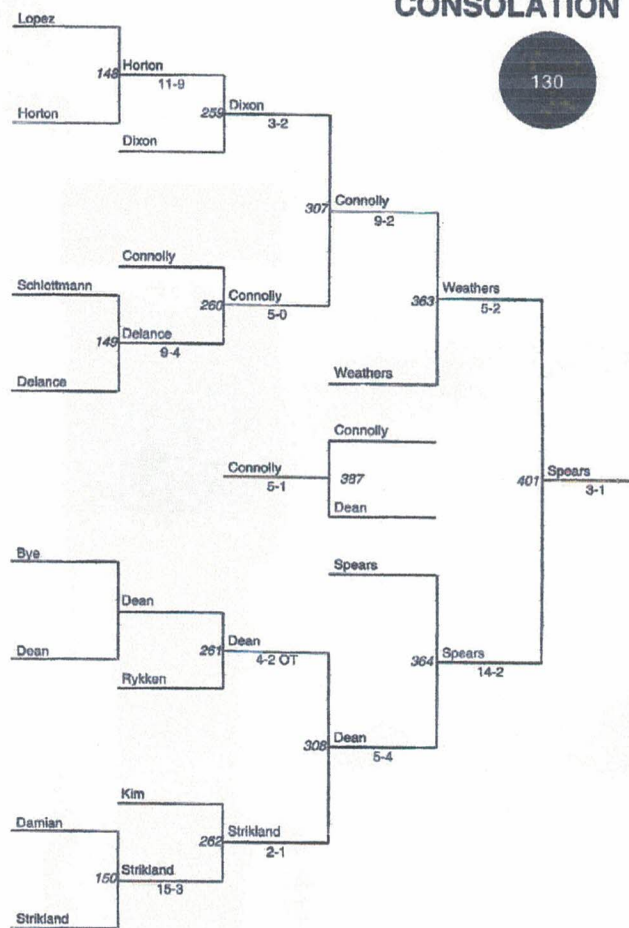 CONSOLATION
130
Lopez
148
Horton
11-9
Horton
259
Dixon
3-2
Dixon
307
Connolly
9-2
Connolly
Schlottmann
260
Connolly
5-0
149
Delance
9-4
Delance
363
Weathers
5-2
Weathers
Connolly
Connolly
5-1
387
Dean
401
Spears
3-1
Bye
Dean
Dean
261
Dean
4-2 OT
Rykken
Spears
364
Spears
14-2
308
Dean
5-4
Kim
Damian
262
Strikland
2-1
150
Strikland
15-3
Strikland